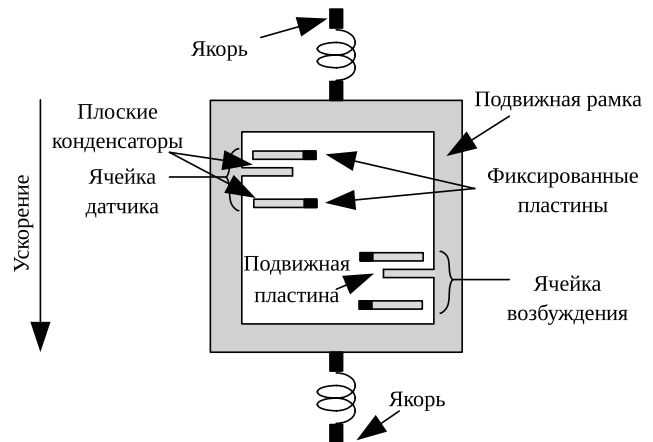 Якорь
Подвижная рамка
Плоские
конденсаторы
Ячейка
датчика
Фиксированные
пластины
Ускорение
Подвижная
пластина
Ячейка
возбуждения
Якорь